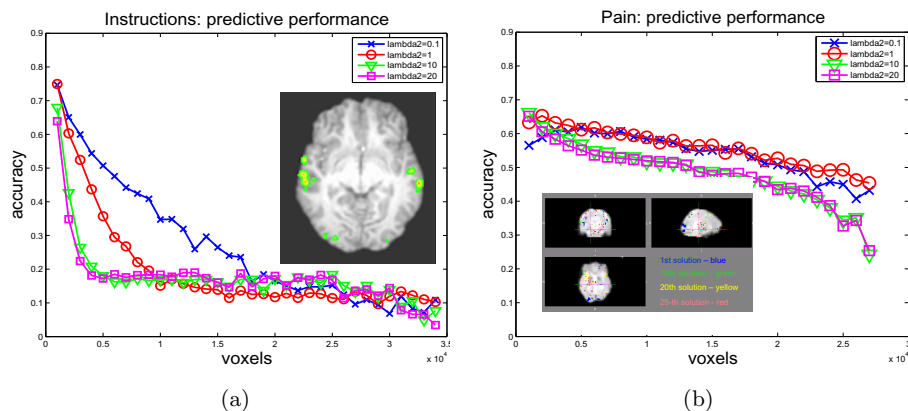 Instructions: predictive performance
0.9
0.8
0.7
0.6
0.5
0.4
0.3
0.2
0.1
0
accuracy
lambda2=0.1
lambda2=1
lambda2=10
lambda2=20
0 0.5 1 1.5 2 2.5 3 3.5
x 10⁴
voxels
(a)
Pain: predictive performance
0.9
0.8
0.7
0.6
0.5
0.4
0.3
0.2
0.1
0
accuracy
lambda2=0.1
lambda2=1
lambda2=10
lambda2=20
1st solution – blue
20th solution – yellow
25-th solution - red
0 0.5 1 1.5 2 2.5 3
x 10⁴
voxels
(b)